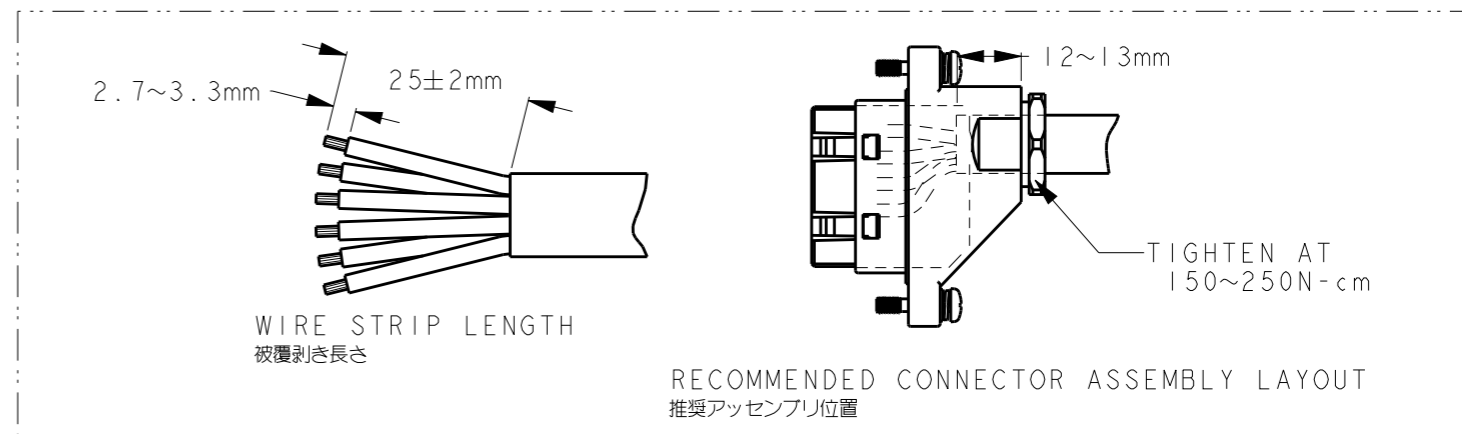 2.7~3.3mm
25±2mm
WIRE STRIP LENGTH
被覆剥き長さ
12~13mm
TIGHTEN AT
150~250N-cm
RECOMMENDED CONNECTOR ASSEMBLY LAYOUT
推奨アッセンブリ位置